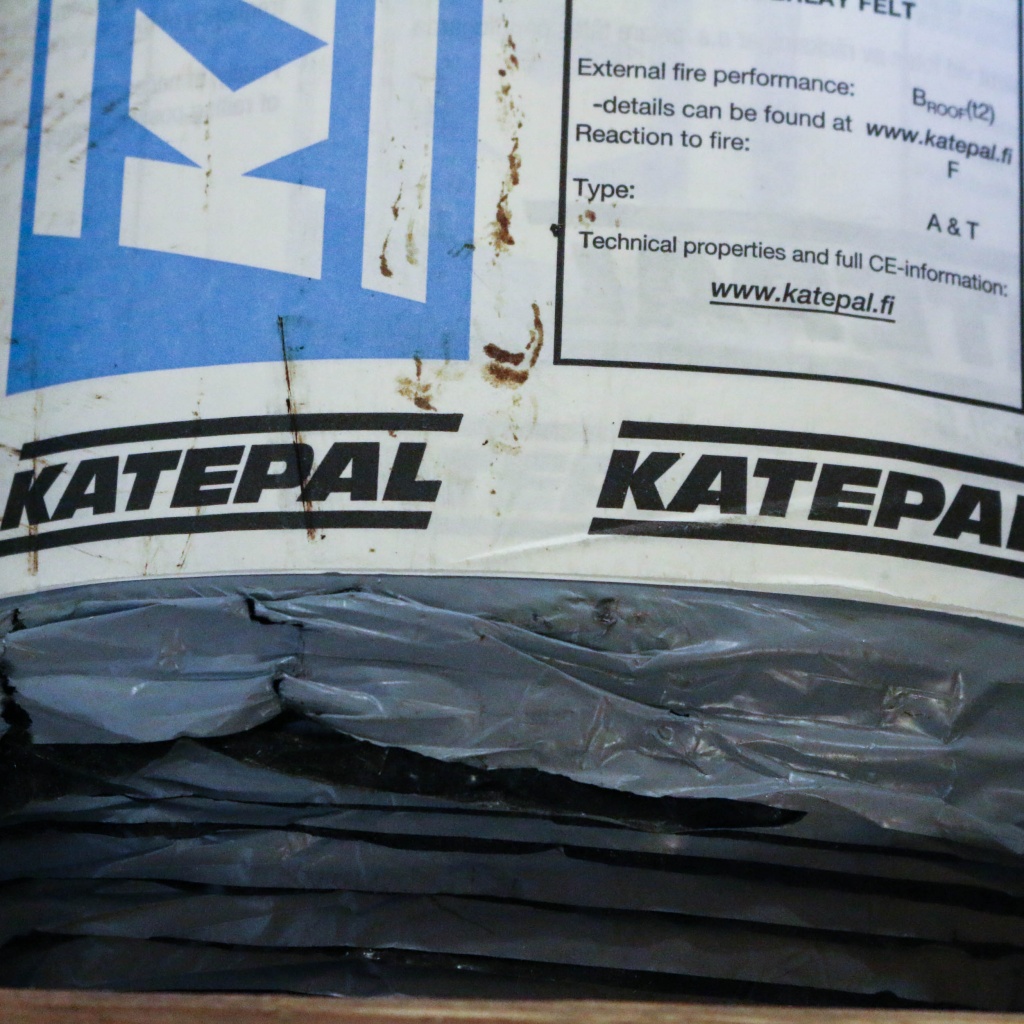 FELT
External fire performance:
BROOF(t2)
-details can be found at www.katepal.fi
Reaction to fire:
F
Type:
A & T
Technical properties and full CE-information:
www.katepal.fi
KATEPAL KATEPAL